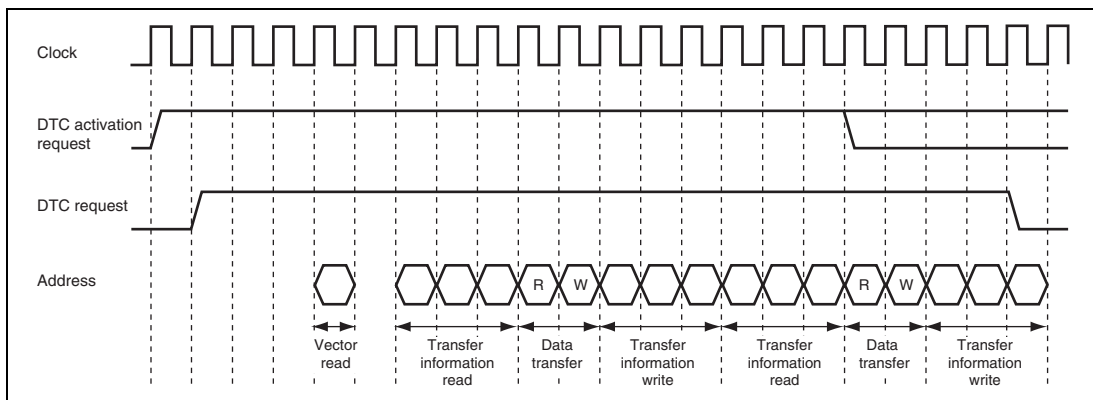 Clock
DTC activation
request
DTC request
Address
R W R W
Vector
read
Transfer
information
read
Data
transfer
Transfer
information
write
Transfer
information
read
Data
transfer
Transfer
information
write